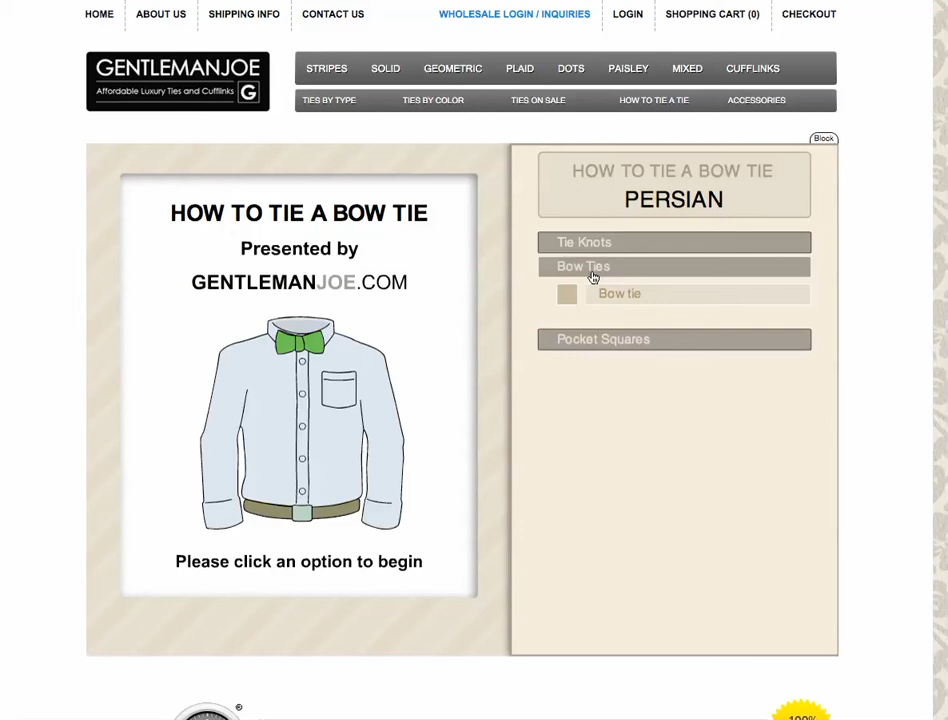 HOME
ABOUT US
SHIPPING INFO
CONTACT US
WHOLESALE LOGIN / INQUIRIES
LOGIN
SHOPPING CART (0)
CHECKOUT
GENTLEMANJOE
Affordable Luxury Ties and Cufflinks G
STRIPES
SOLID
GEOMETRIC
PLAID
DOTS
PAISLEY
MIXED
CUFFLINKS
TIES BY TYPE
TIES BY COLOR
TIES ON SALE
HOW TO TIE A TIE
ACCESSORIES
Block
HOW TO TIE A BOW TIE
Presented by
GENTLEMANJOE.COM
Please click an option to begin
HOW TO TIE A BOW TIE
PERSIAN
Tie Knots
Bow Ties
Bow tie
Pocket Squares
®
100%